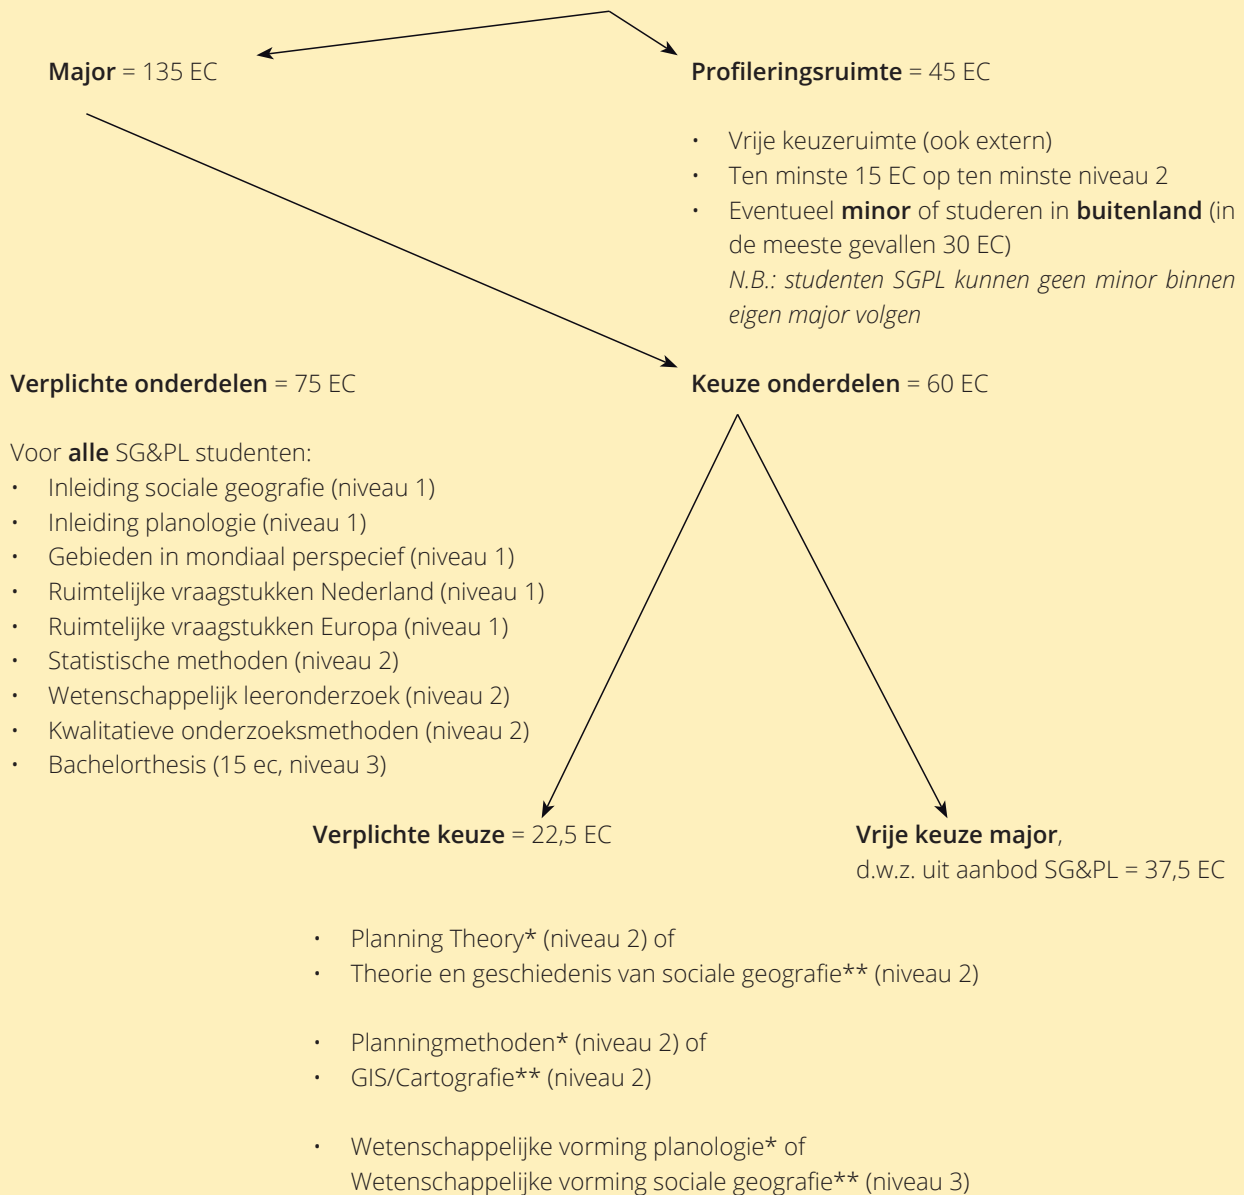 Major = 135 EC
Profileringsruimte = 45 EC
• Vrije keuzeruimte (ook extern)
• Ten minste 15 EC op ten minste niveau 2
• Eventueel minor of studeren in buitenland (in
de meeste gevallen 30 EC)
N.B.: studenten SGPL kunnen geen minor binnen
eigen major volgen
Verplichte onderdelen = 75 EC
Keuze onderdelen = 60 EC
Voor alle SG&PL studenten:
• Inleiding sociale geografie (niveau 1)
• Inleiding planologie (niveau 1)
• Gebieden in mondiaal perspecief (niveau 1)
• Ruimtelijke vraagstukken Nederland (niveau 1)
• Ruimtelijke vraagstukken Europa (niveau 1)
• Statistische methoden (niveau 2)
• Wetenschappelijk leeronderzoek (niveau 2)
• Kwalitatieve onderzoeksmethoden (niveau 2)
• Bachelorthesis (15 ec, niveau 3)
Verplichte keuze = 22,5 EC
Vrije keuze major,
d.w.z. uit aanbod SG&PL = 37,5 EC
• Planning Theory* (niveau 2) of
• Theorie en geschiedenis van sociale geografie** (niveau 2)
• Planningmethoden* (niveau 2) of
• GIS/Cartografie** (niveau 2)
• Wetenschappelijke vorming planologie* of
Wetenschappelijke vorming sociale geografie** (niveau 3)